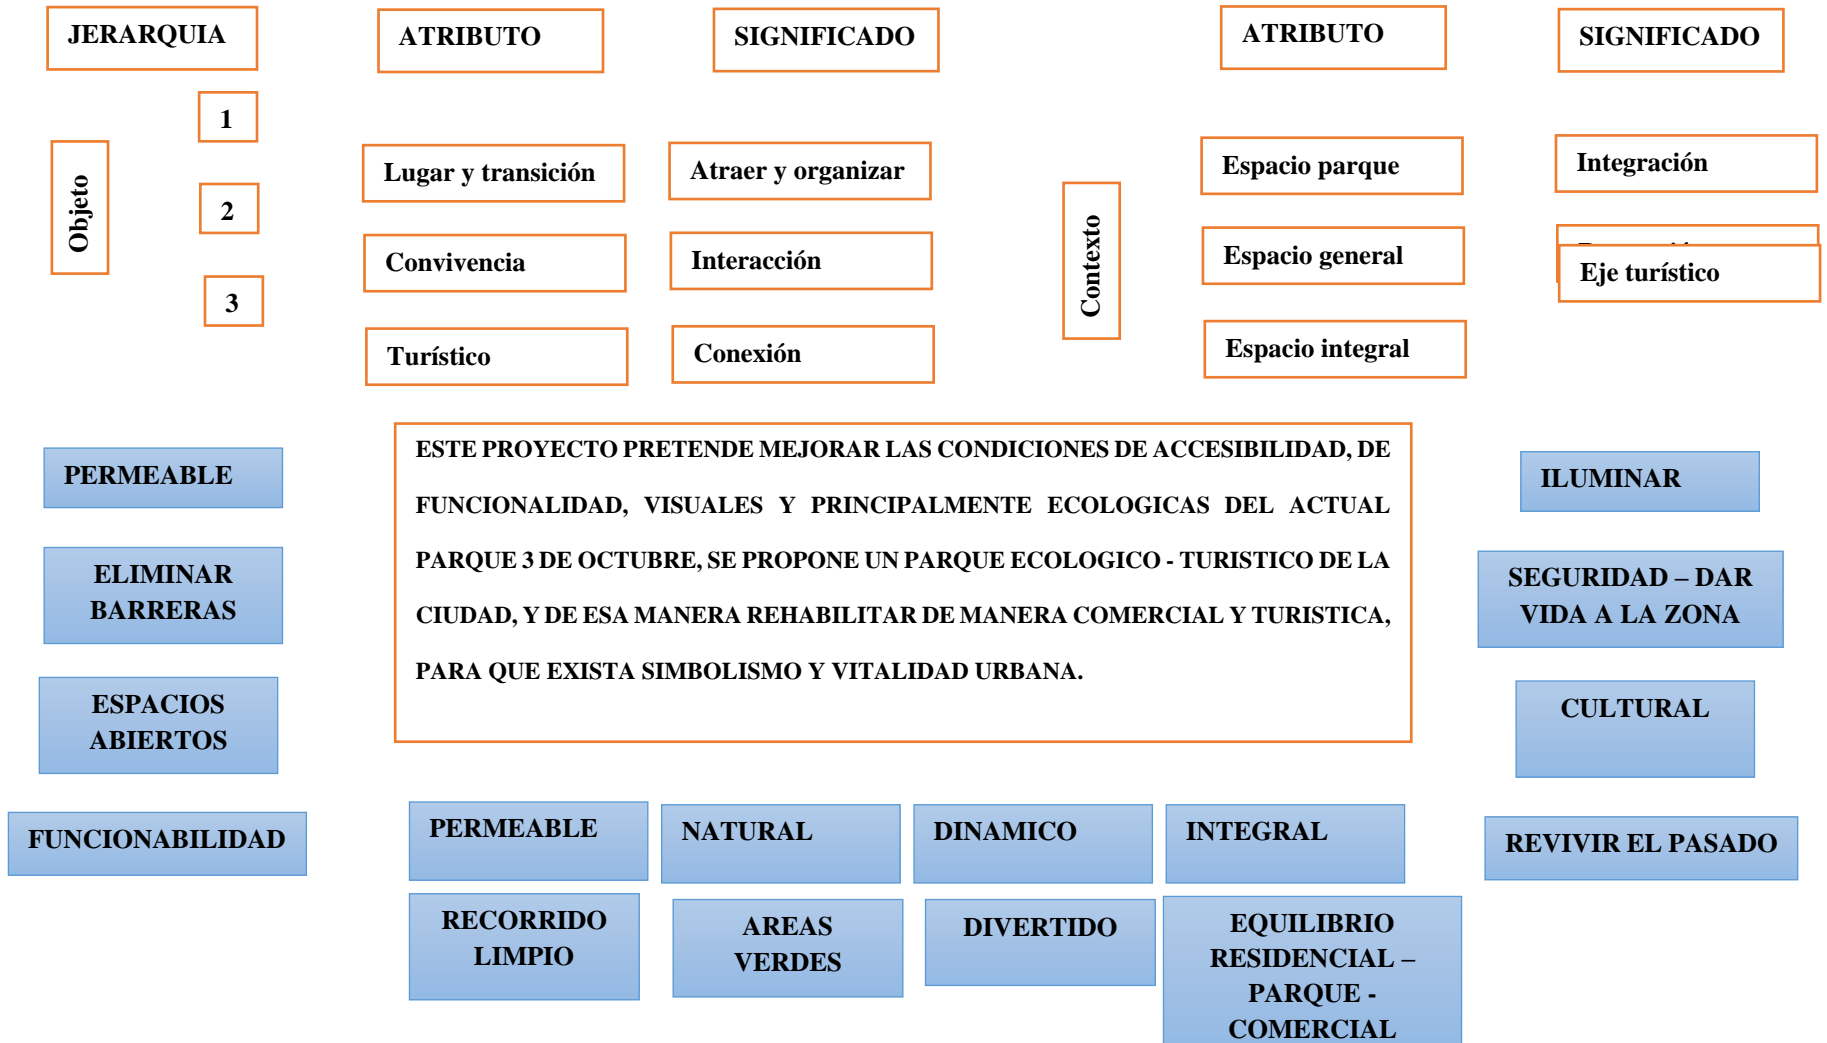 JERARQUIA
ATRIBUTO
SIGNIFICADO
ATRIBUTO
SIGNIFICADO
Objeto
1
2
3
Lugar y transición
Atraer y organizar
Convivencia
Interacción
Turístico
Conexión
Contexto
Espacio parque
Integración
Espacio general
Eje turístico
Espacio integral
ESTE PROYECTO PRETENDE MEJORAR LAS CONDICIONES DE ACCESIBILIDAD, DE
FUNCIONALIDAD, VISUALES Y PRINCIPALMENTE ECOLOGICAS DEL ACTUAL
PARQUE 3 DE OCTUBRE, SE PROPONE UN PARQUE ECOLOGICO - TURISTICO DE LA
CIUDAD, Y DE ESA MANERA REHABILITAR DE MANERA COMERCIAL Y TURISTICA,
PARA QUE EXISTA SIMBOLISMO Y VITALIDAD URBANA.
PERMEABLE
ELIMINAR
BARRERAS
ESPACIOS
ABIERTOS
FUNCIONABILIDAD
ILUMINAR
SEGURIDAD – DAR
VIDA A LA ZONA
CULTURAL
REVIVIR EL PASADO
PERMEABLE
NATURAL
DINAMICO
INTEGRAL
RECORRIDO
LIMPIO
AREAS
VERDES
DIVERTIDO
EQUILIBRIO
RESIDENCIAL –
PARQUE -
COMERCIAL